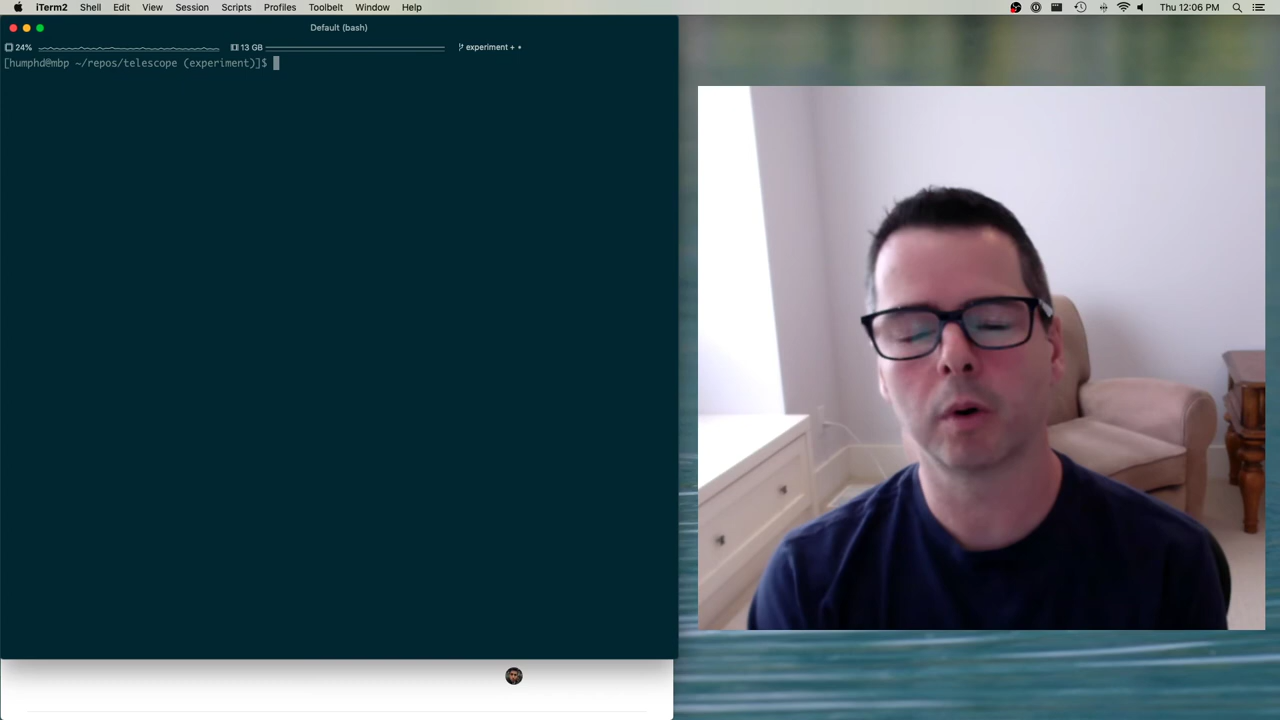 iTerm2 Shell Edit View Session Scripts Profiles Toolbelt Window Help Thu 12:06 PM
Default (bash)
24% 13 GB experiment + •
[humphd@mbp ~/repos/telescope (experiment)]$